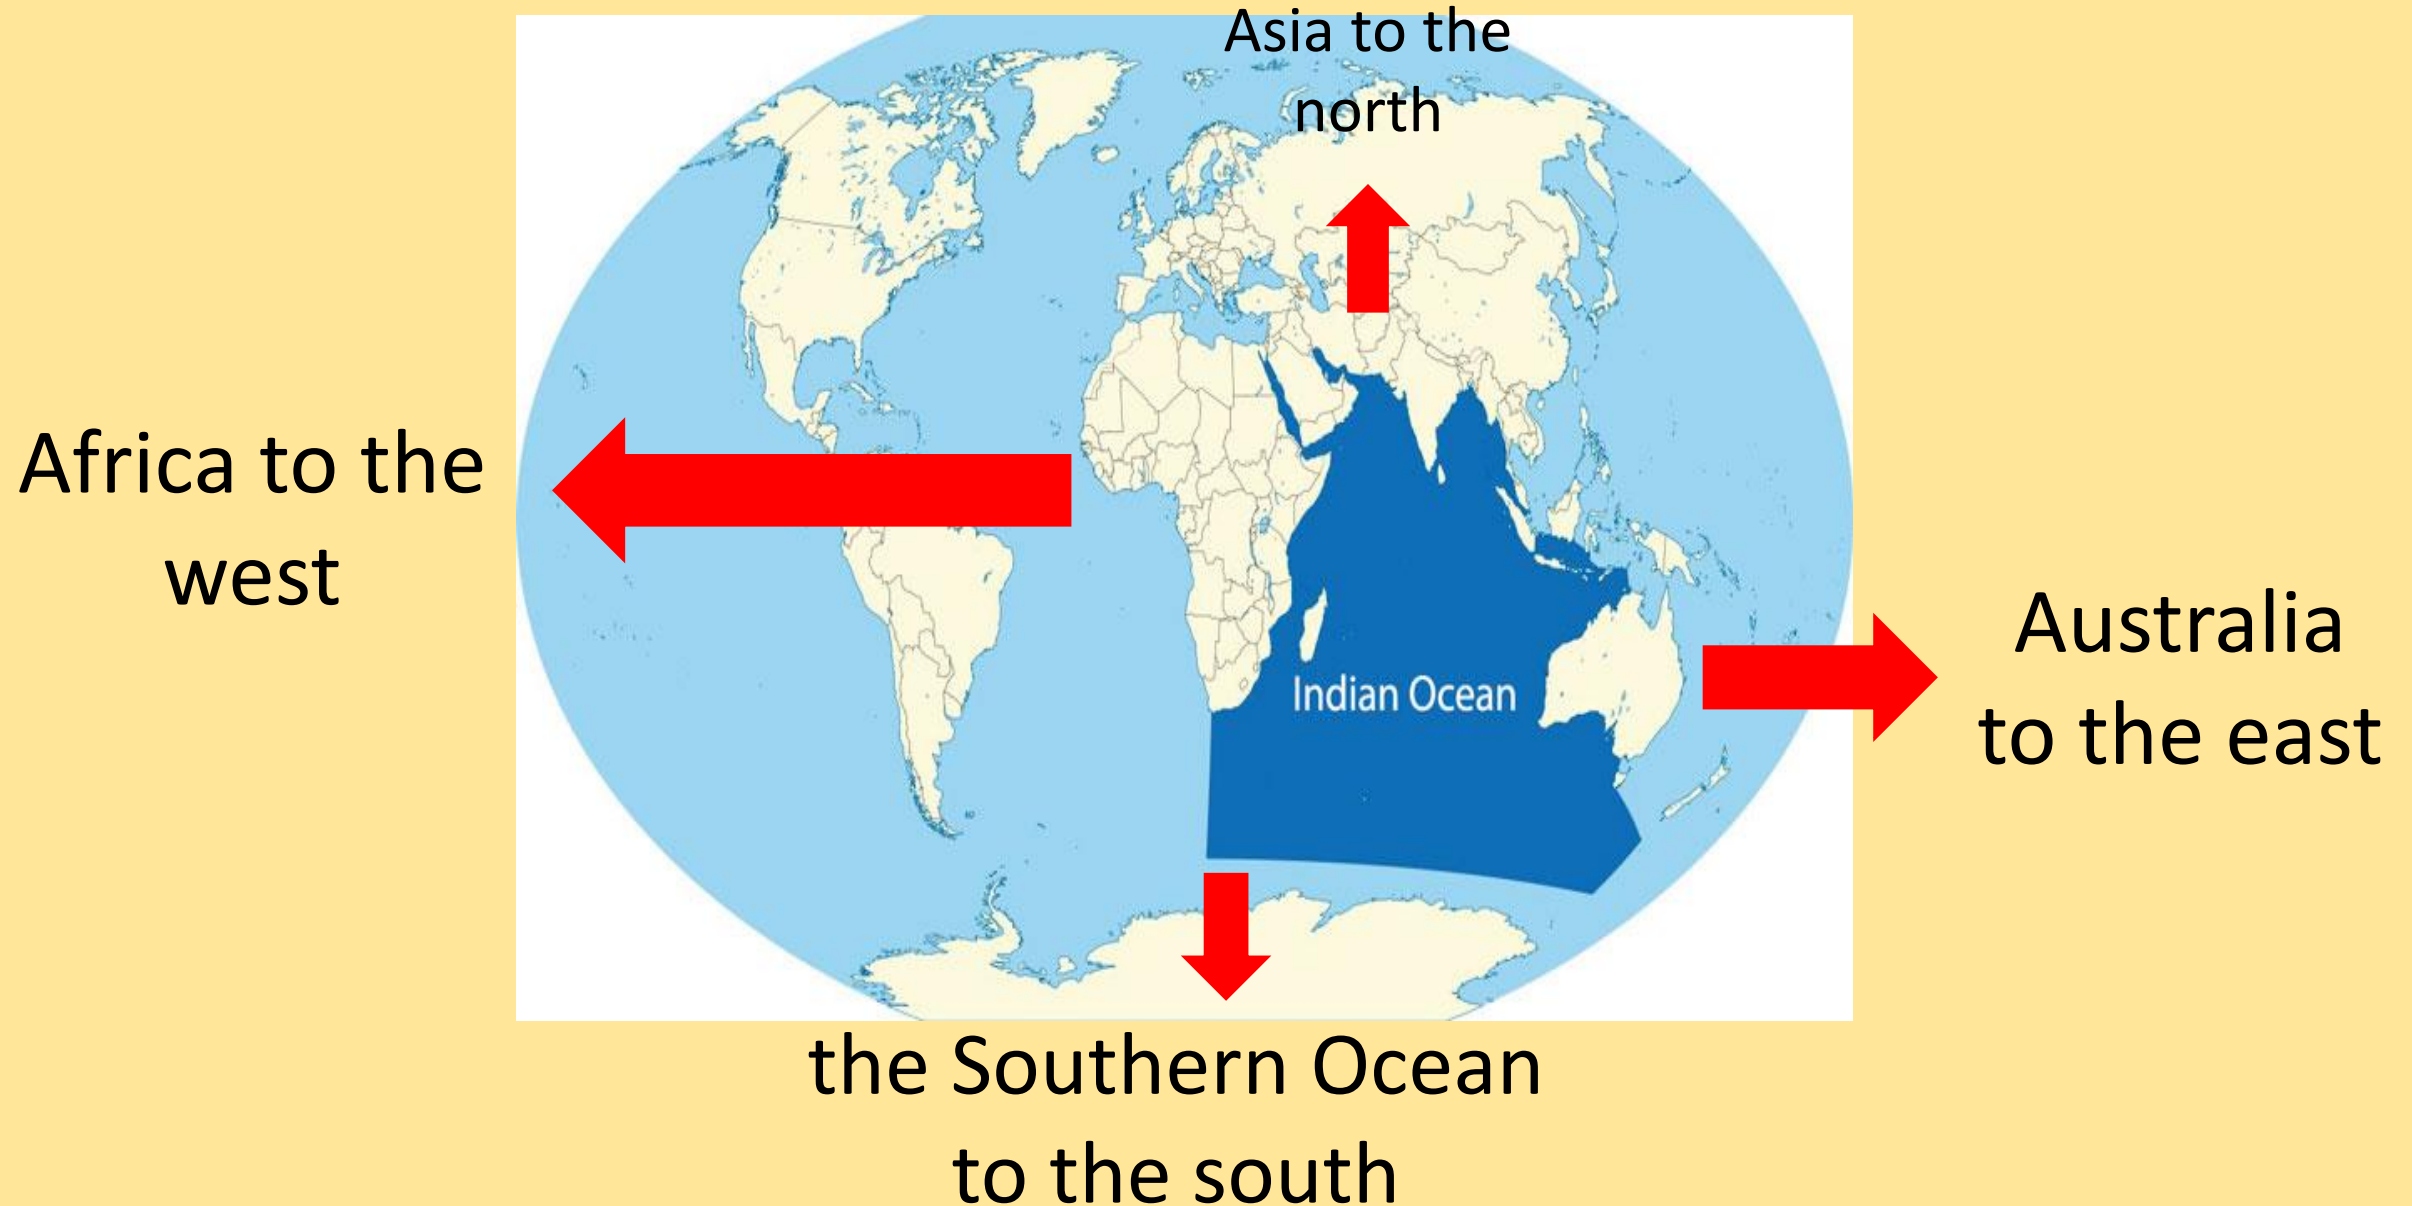 Asia to the
north
Africa to the
west
Australia
to the east
Indian Ocean
the Southern Ocean
to the south